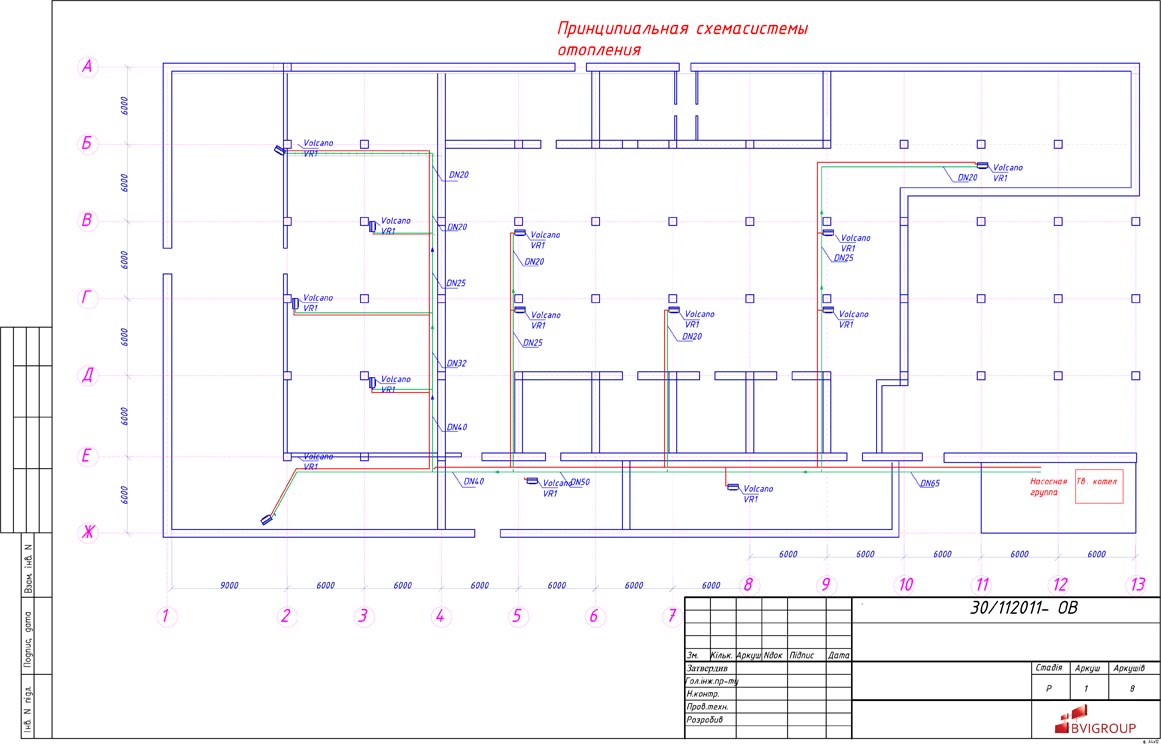 Принципиальная схемасистемы
отопления
А
Б
В
Г
Д
Е
Ж
6000
6000
6000
6000
6000
6000
Volcano
VR1
DN20
Volcano
VR1
DN20
Volcano
VR1
DN20
Volcano
VR1
DN25
Volcano
VR1
DN20
Volcano
VR1
DN25
Volcano
VR1
DN25
Volcano
VR1
DN20
Volcano
VR1
DN32
Volcano
VR1
DN40
Volcano
VR1
DN40
Volcano
VR1
DN50
Volcano
VR1
DN65
Насосная
группа
Тв. котел
6000
6000
6000
6000
6000
9000
6000
6000
6000
6000
6000
6000
1
2
3
4
5
6
7
8
9
10
11
12
13
30/112011- ОВ
Зм.
Кільк.
Аркуш
Nдок
Підпис
Дата
Затвердив
Гол.інж.пр-ту
Н.контр.
Пров.техн.
Розробив
Стадія
Аркуш
Аркушів
Р
1
8
BVIGROUP
Взам. інв. N
Подпис, дата
Інв. N підл.